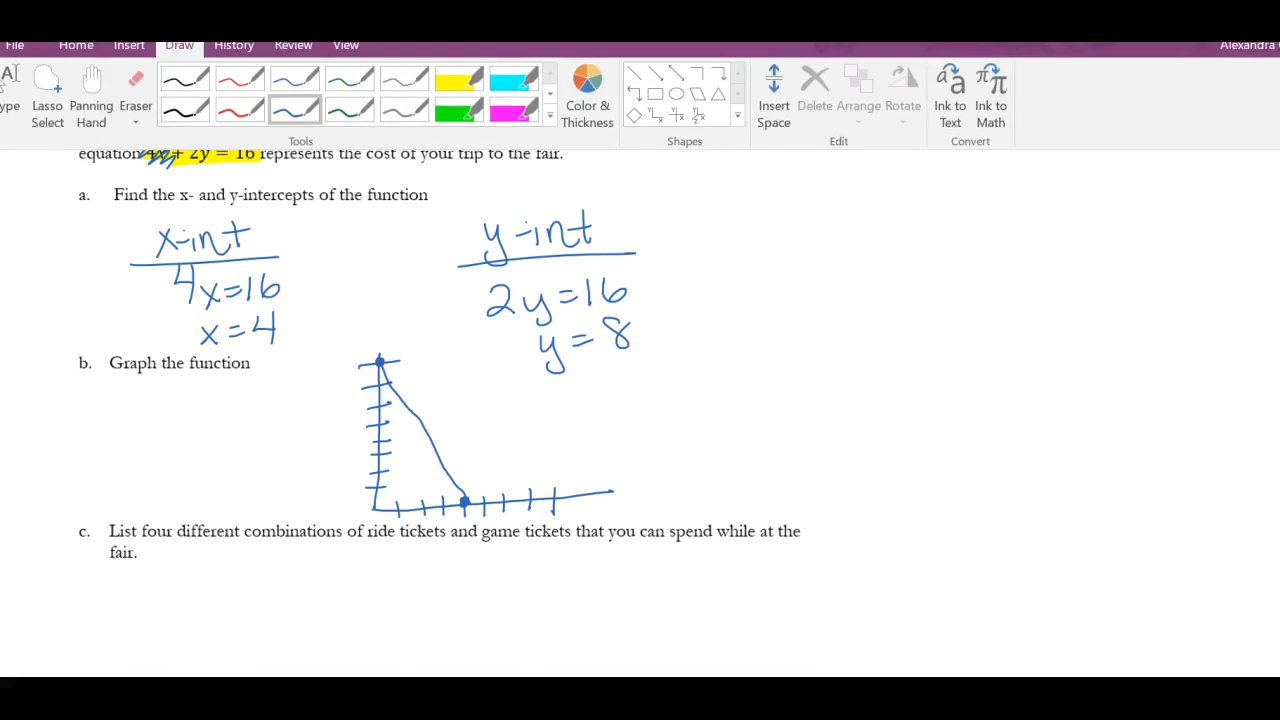 File Home Insert Draw History Review View Alexandra
Type Lasso Select Panning Hand Eraser Color & Thickness Insert Space Delete Arrange Rotate Ink to Text Ink to Math
Tools Shapes Edit Convert
equation 4x + 2y = 16 represents the cost of your trip to the fair.
a. Find the x- and y-intercepts of the function
x-int y-int
4x=16 2y=16
x=4 y=8
b. Graph the function
c. List four different combinations of ride tickets and game tickets that you can spend while at the
fair.